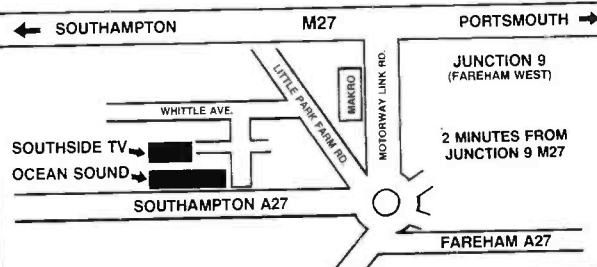 SOUTHAMPTON
M27
PORTSMOUTH
LITTLE PARK FARM RD.
MAKRO
MOTORWAY LINK RD.
JUNCTION 9
(FAREHAM WEST)
WHITTLE AVE.
2 MINUTES FROM
JUNCTION 9 M27
SOUTHSIDE TV
OCEAN SOUND
SOUTHAMPTON A27
FAREHAM A27